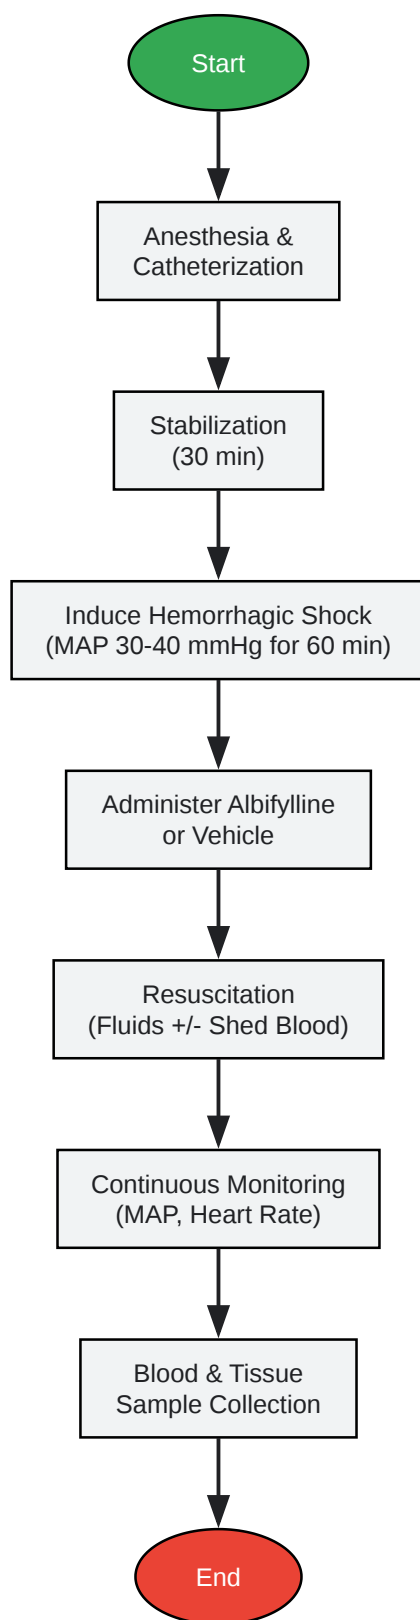 Start
Anesthesia &
Catheterization
Stabilization
(30 min)
Induce Hemorrhagic Shock
(MAP 30-40 mmHg for 60 min)
Administer Albifylline
or Vehicle
Resuscitation
(Fluids +/- Shed Blood)
Continuous Monitoring
(MAP, Heart Rate)
Blood & Tissue
Sample Collection
End